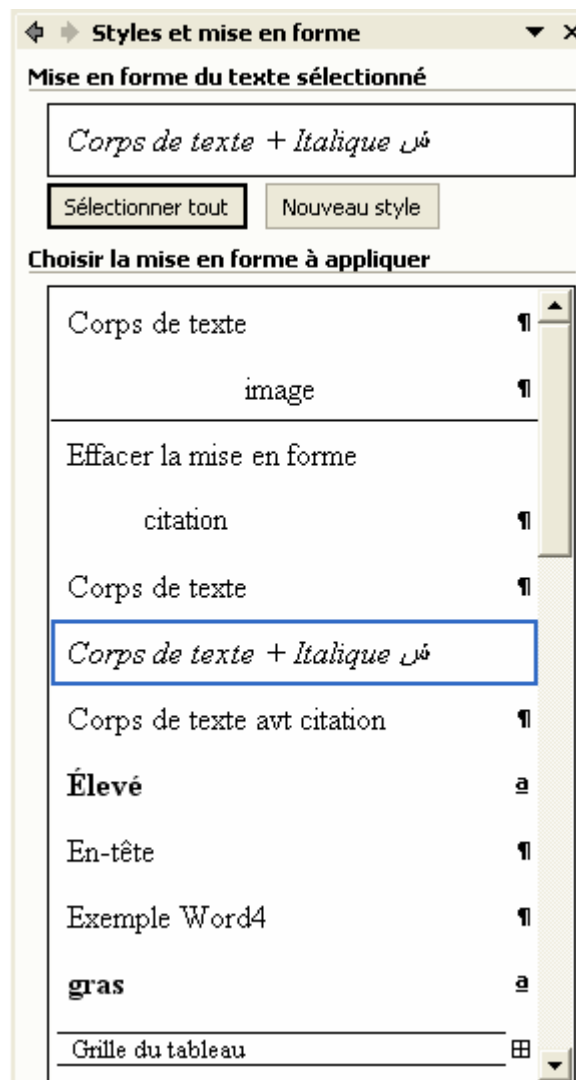 Styles et mise en forme
Mise en forme du texte sélectionné
Corps de texte + Italique ش
Sélectionner tout Nouveau style
Choisir la mise en forme à appliquer
Corps de texte ¶
image ¶
Effacer la mise en forme
citation ¶
Corps de texte ¶
Corps de texte + Italique ش
Corps de texte avt citation ¶
Élevé a
En-tête ¶
Exemple Word4 ¶
gras a
Grille du tableau